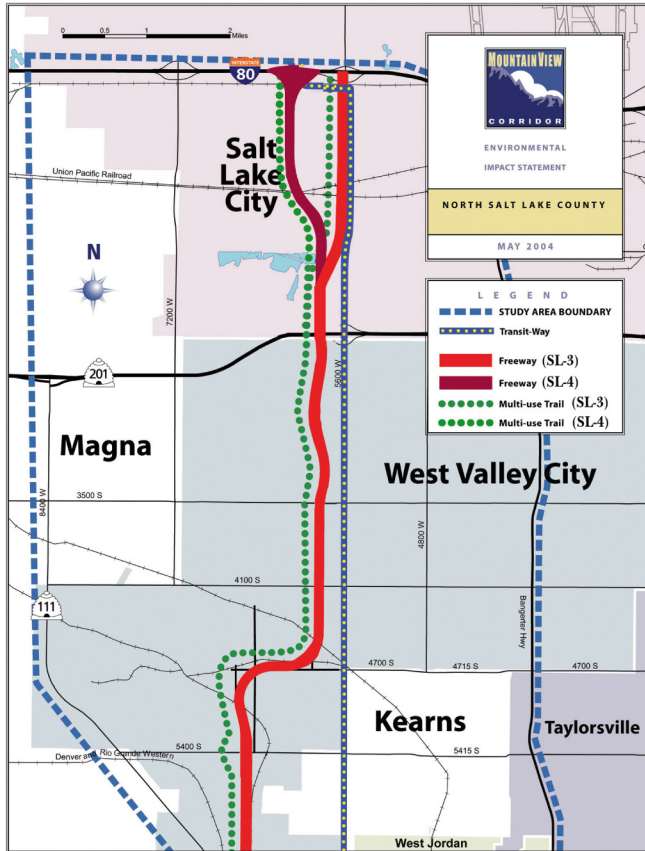 0 0.5 1 2
Miles
INTERSTATE
80
MOUNTAIN VIEW
CORRIDOR
ENVIRONMENTAL
IMPACT STATEMENT
NORTH SALT LAKE COUNTY
MAY 2004
Salt
Lake
City
Union Pacific Railroad
N
7200 W
LEGEND
STUDY AREA BOUNDARY
Transit-Way
Freeway (SL-3)
Freeway (SL-4)
Multi-use Trail (SL-3)
Multi-use Trail (SL-4)
5600 W
201
Magna
West Valley City
8400 W
3500 S
4800 W
4100 S
111
Bangerter Hwy
4700 S
4715 S
4700 S
Kearns
Taylorsville
5400 S
5415 S
Denver and Rio Grande Western
West Jordan